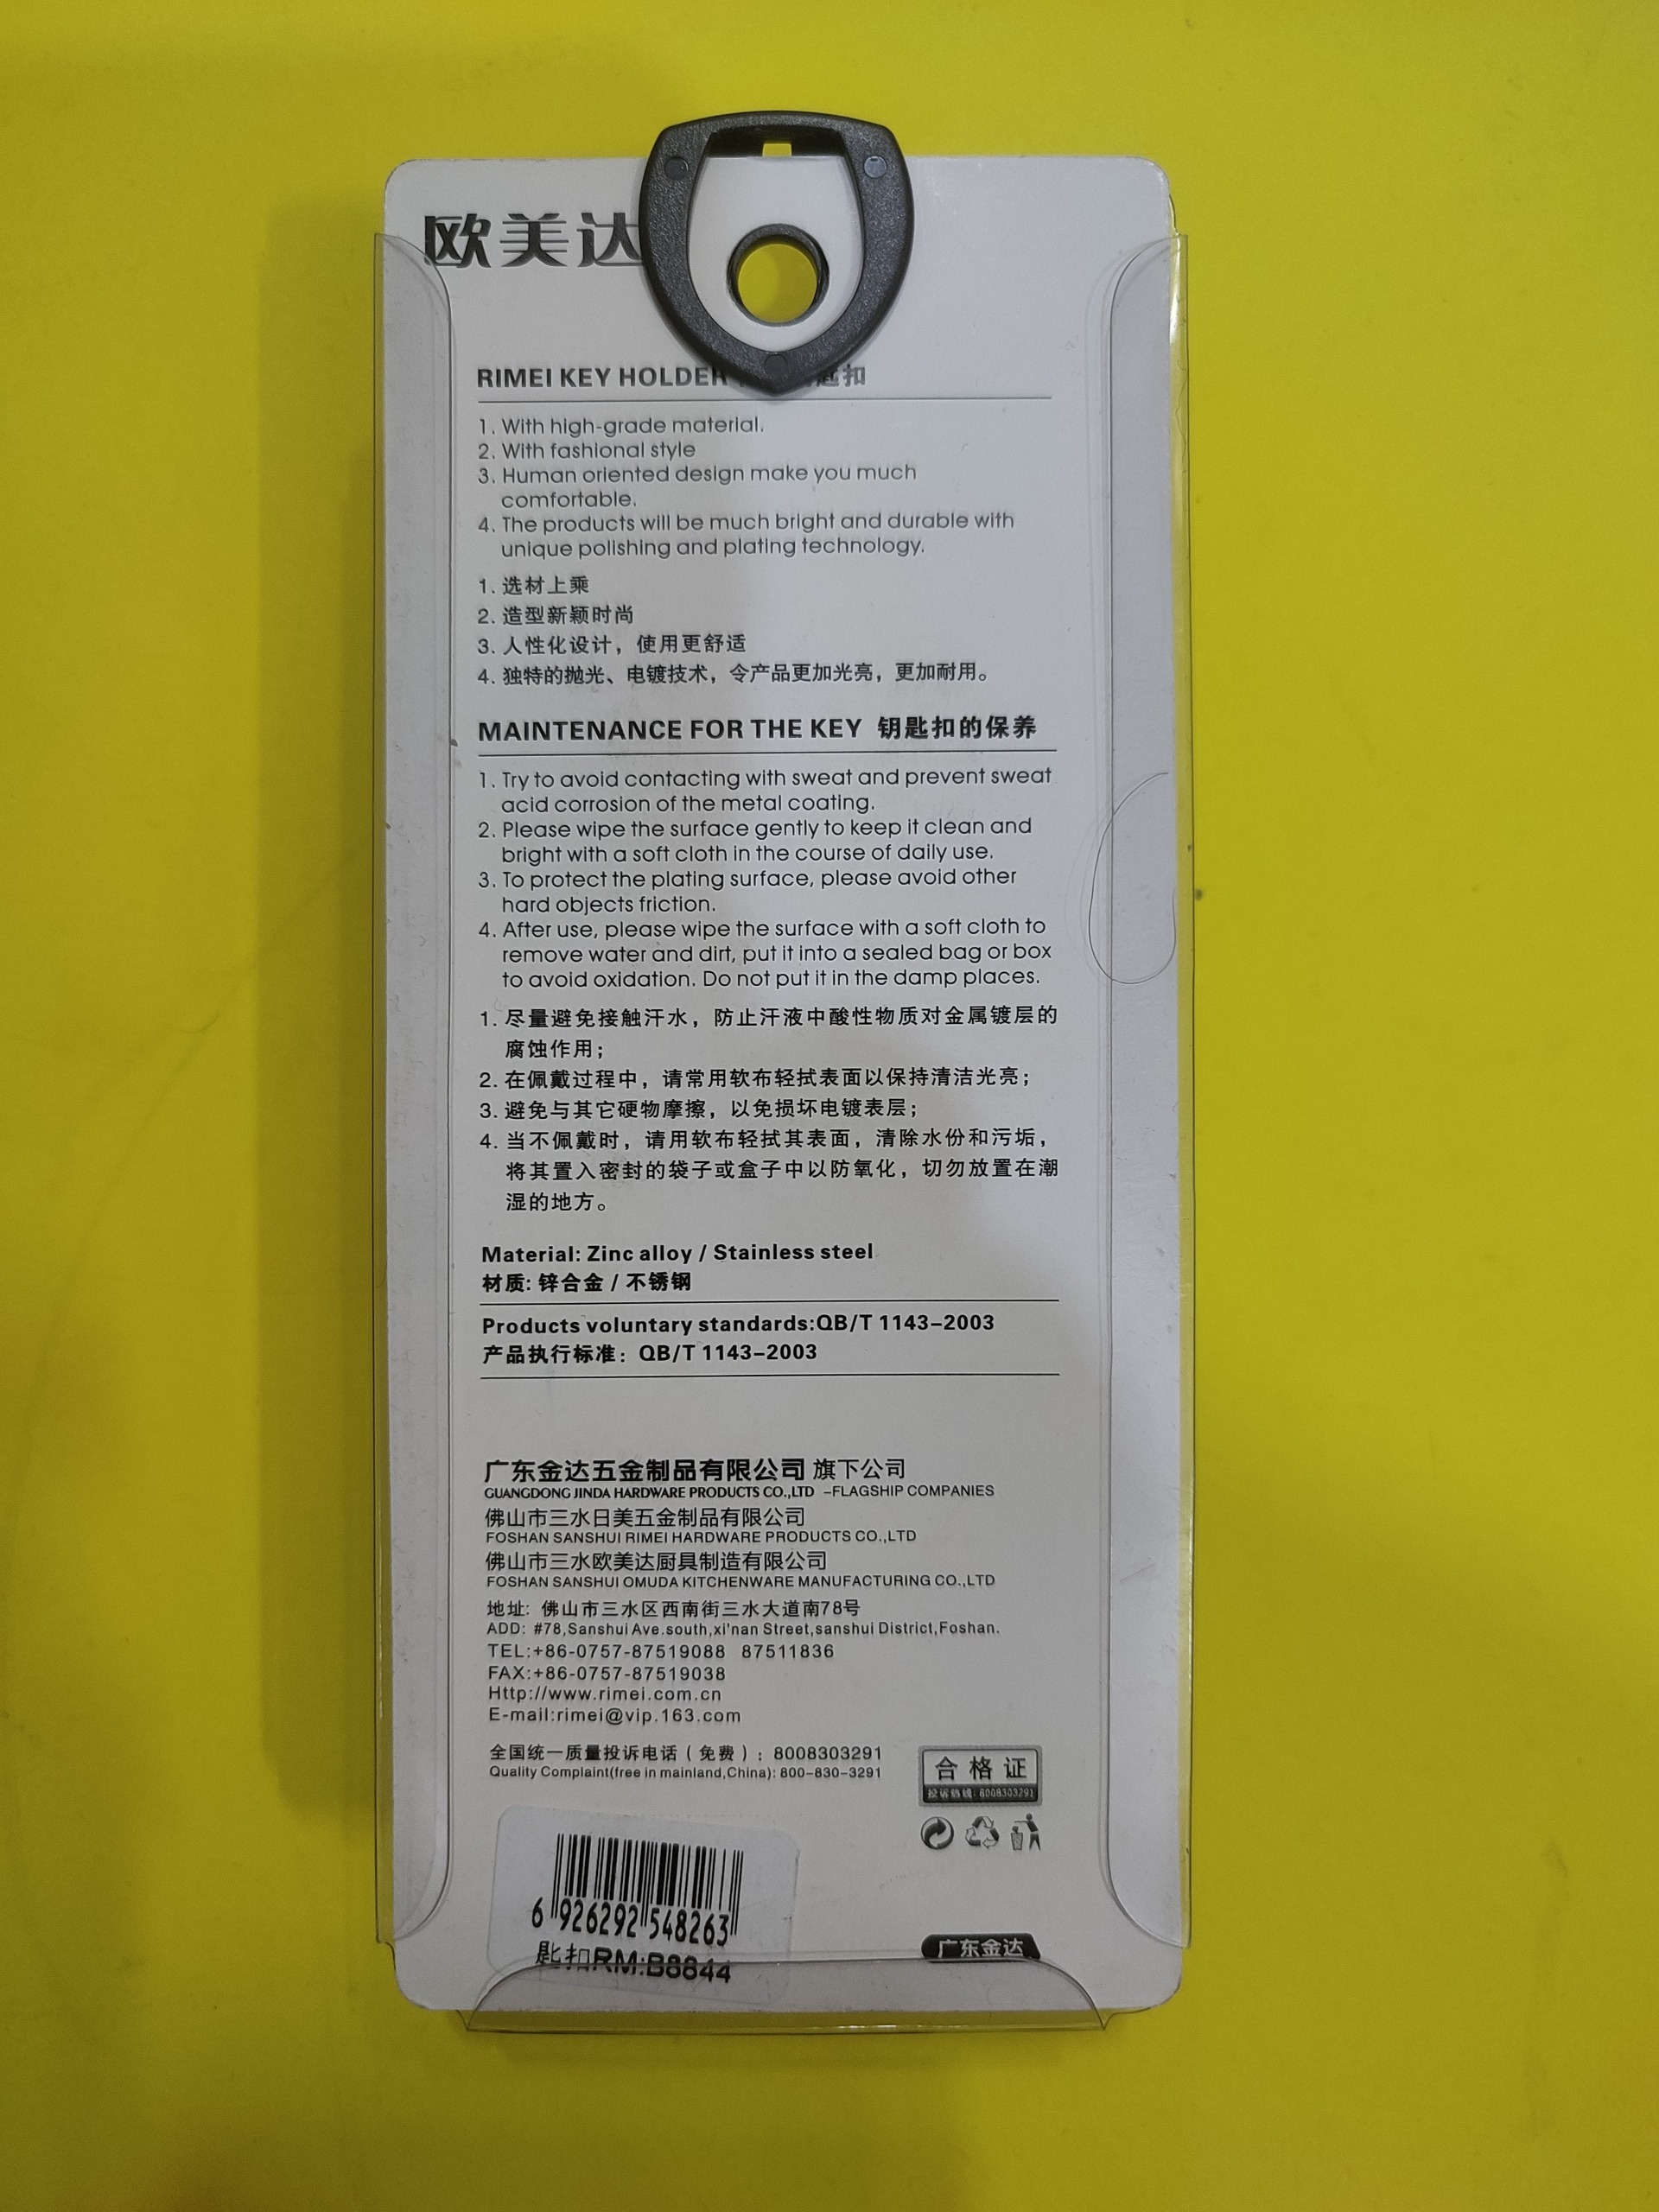 欧美达
RIMEI KEY HOLDER 匙扣
1. With high-grade material.
2. With fashional style
3. Human oriented design make you much
comfortable.
4. The products will be much bright and durable with
unique polishing and plating technology.
1. 选材上乘
2. 造型新颖时尚
3. 人性化设计，使用更舒适
4. 独特的抛光、电镀技术，令产品更加光亮，更加耐用。
MAINTENANCE FOR THE KEY 钥匙扣的保养
1. Try to avoid contacting with sweat and prevent sweat
acid corrosion of the metal coating.
2. Please wipe the surface gently to keep it clean and
bright with a soft cloth in the course of daily use.
3. To protect the plating surface, please avoid other
hard objects friction.
4. After use, please wipe the surface with a soft cloth to
remove water and dirt, put it into a sealed bag or box
to avoid oxidation. Do not put it in the damp places.
1. 尽量避免接触汗水，防止汗液中酸性物质对金属镀层的
腐蚀作用；
2. 在佩戴过程中，请常用软布轻拭表面以保持清洁光亮；
3. 避免与其它硬物摩擦，以免损坏电镀表层；
4. 当不佩戴时，请用软布轻拭其表面，清除水份和污垢，
将其置入密封的袋子或盒子中以防氧化，切勿放置在潮
湿的地方。
Material: Zinc alloy / Stainless steel
材质: 锌合金 / 不锈钢
Products voluntary standards:QB/T 1143-2003
产品执行标准：QB/T 1143-2003
广东金达五金制品有限公司 旗下公司
GUANGDONG JINDA HARDWARE PRODUCTS CO.,LTD -FLAGSHIP COMPANIES
佛山市三水日美五金制品有限公司
FOSHAN SANSHUI RIMEI HARDWARE PRODUCTS CO.,LTD
佛山市三水欧美达厨具制造有限公司
FOSHAN SANSHUI OMUDA KITCHENWARE MANUFACTURING CO.,LTD
地址: 佛山市三水区西南街三水大道南78号
ADD: #78,Sanshui Ave.south,xi'nan Street,sanshui District,Foshan.
TEL:+86-0757-87519088 87511836
FAX:+86-0757-87519038
Http://www.rimei.com.cn
E-mail:rimei@vip.163.com
全国统一质量投诉电话（免费）: 8008303291
Quality Complaint(free in mainland,China): 800-830-3291
合格证
投诉热线: 8008303291
6 926292 548263
匙扣RM:B8844
广东金达